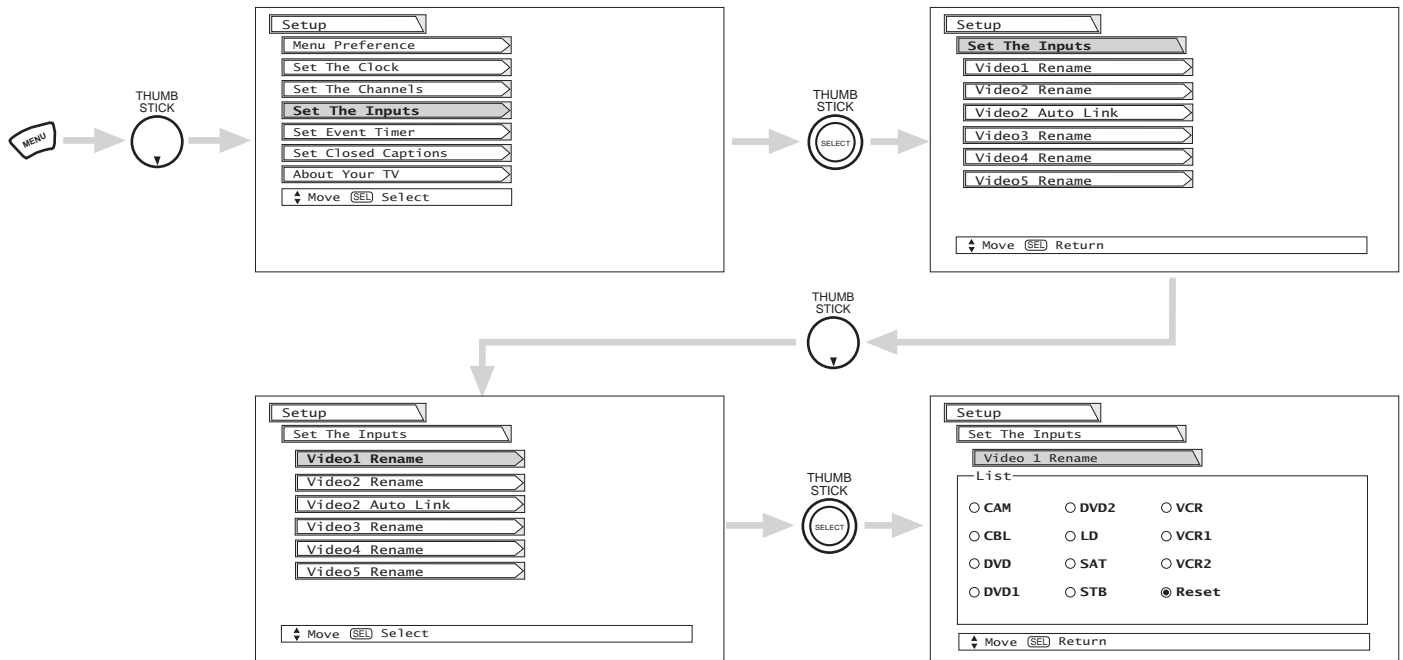 MENU
THUMB
STICK
Setup
Menu Preference
Set The Clock
Set The Channels
Set The Inputs
Set Event Timer
Set Closed Captions
About Your TV
Move SEL Select
THUMB
STICK
SELECT
Setup
Set The Inputs
Video1 Rename
Video2 Rename
Video2 Auto Link
Video3 Rename
Video4 Rename
Video5 Rename
Move SEL Return
THUMB
STICK
Setup
Set The Inputs
Video1 Rename
Video2 Rename
Video2 Auto Link
Video3 Rename
Video4 Rename
Video5 Rename
Move SEL Select
THUMB
STICK
SELECT
Setup
Set The Inputs
Video 1 Rename
List
CAM DVD2 VCR
CBL LD VCR1
DVD SAT VCR2
DVD1 STB Reset
Move SEL Return